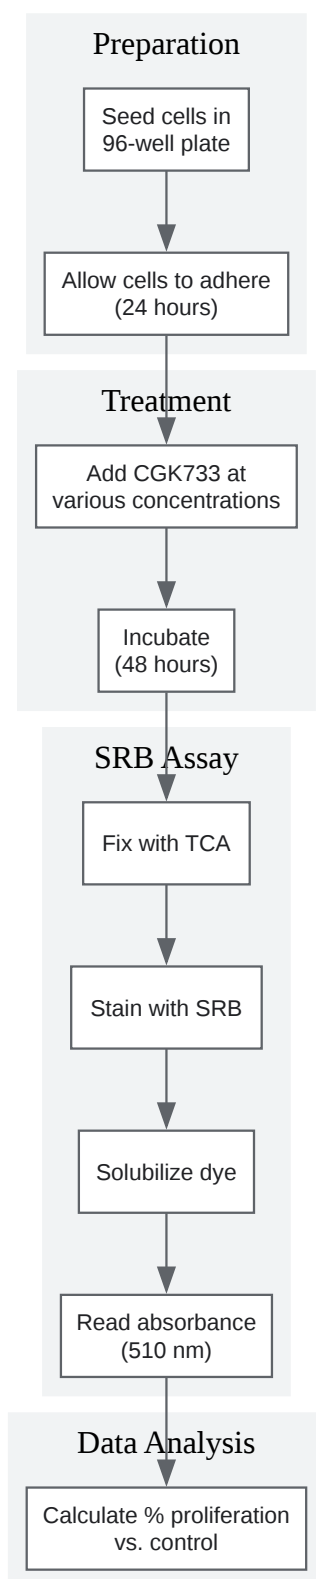 Preparation
Seed cells in
96-well plate
Allow cells to adhere
(24 hours)
Treatment
Add CGK733 at
various concentrations
Incubate
(48 hours)
SRB Assay
Fix with TCA
Stain with SRB
Solubilize dye
Read absorbance
(510 nm)
Data Analysis
Calculate % proliferation
vs. control